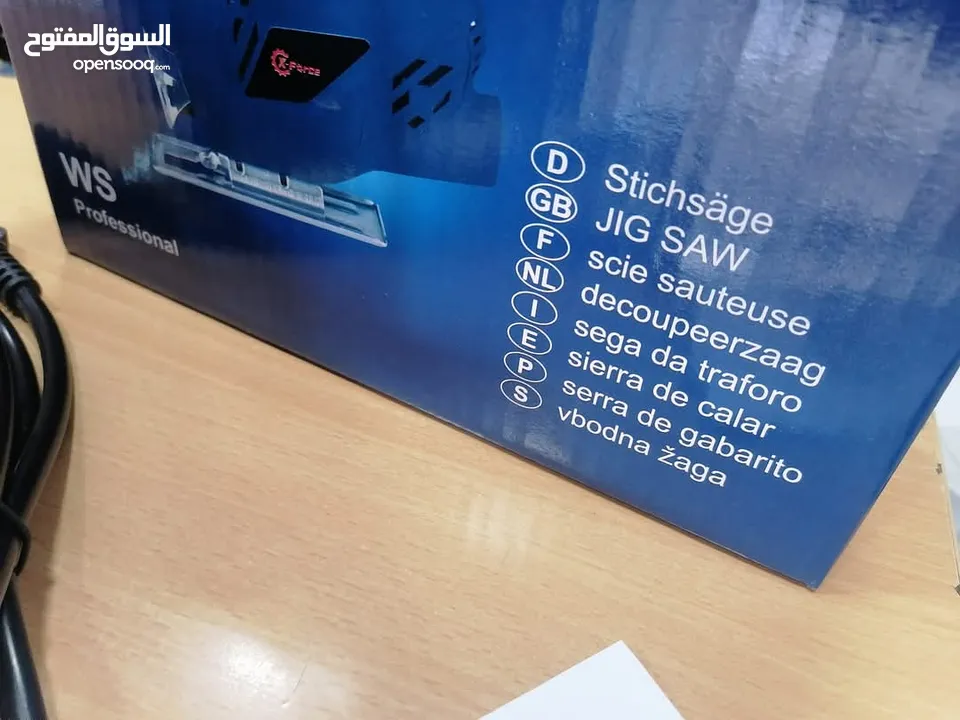 السوق المفتوح
opensooq.com
X-Force
WS
Professional
D Stichsäge
GB JIG SAW
F scie sauteuse
NL decoupeerzaag
I sega da traforo
E sierra de calar
P serra de gabarito
S vbodna žaga